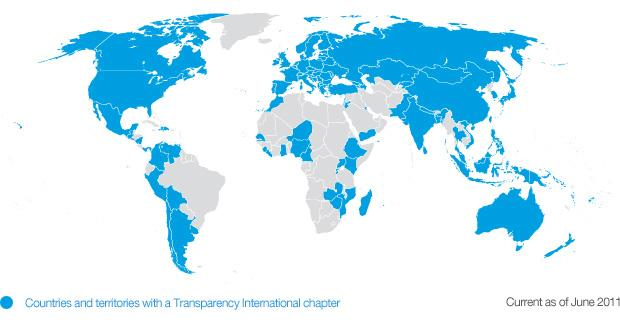 Countries and territories with a Transparency International chapter
Current as of June 2011